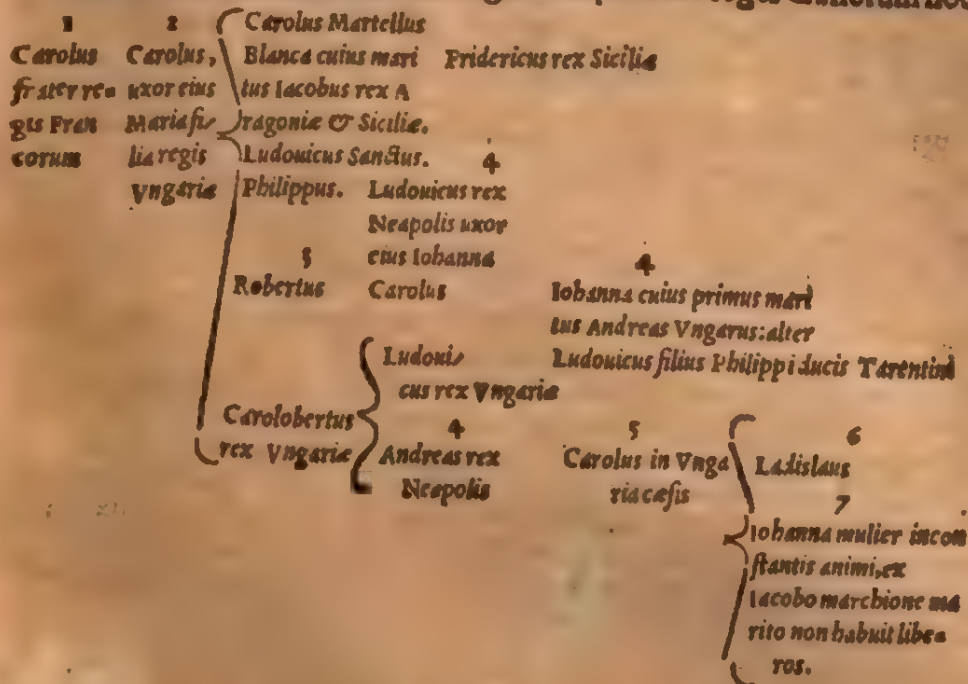 1
Carolus
frater re-
gis Fran
corum
2
Carolus,
uxor eius
Maria fi-
lia regis
Vngariæ
Carolus Martellus
Blanca cuius mari
tus Iacobus rex A
ragoniæ & Siciliæ.
Ludouicus Sanctus.
Philippus.
Fridericus rex Siciliæ
4
Ludouicus rex
Neapolis uxor
eius Iohanna
3
Robertus
Carolus
4
Iohanna cuius primus mari
tus Andreas Vngarus: alter
Ludouicus filius Philippi ducis Tarentini
Carolobertus
rex Vngariæ
Ludoui-
cus rex Vngariæ
4
Andreas rex
Neapolis
5
Carolus in Vnga
ria cæsis
6
Ladislaus
7
Iohanna mulier incon
stantis animi, ex
Iacobo marchione ma
rito non habuit libe-
ros.